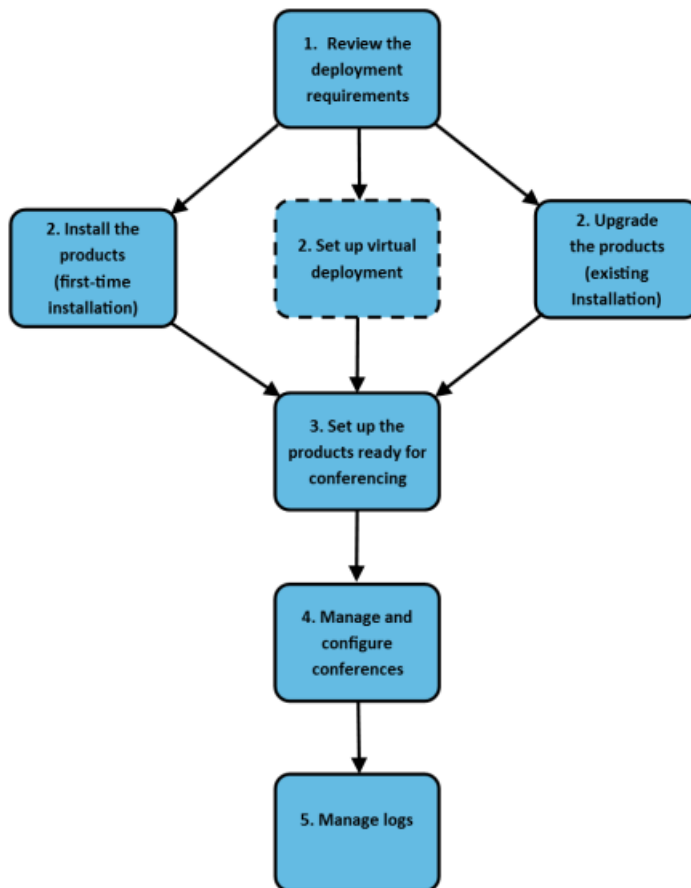 1. Review the
deployment
requirements
2. Install the
products
(first-time
installation)
2. Set up virtual
deployment
2. Upgrade
the products
(existing
Installation)
3. Set up the
products ready for
conferencing
4. Manage and
configure
conferences
5. Manage logs